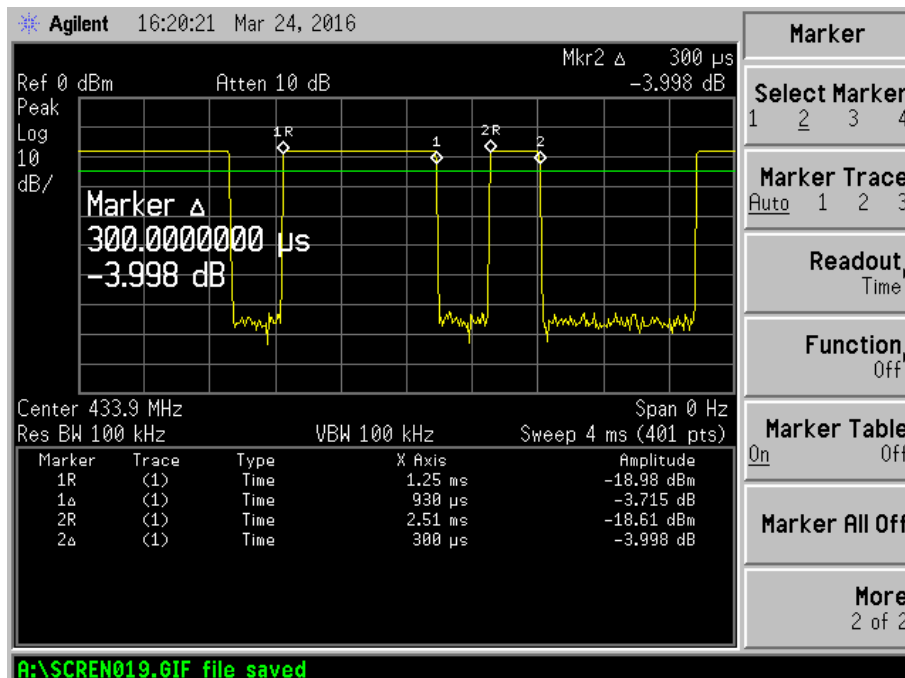 Agilent 16:20:21 Mar 24, 2016
Mkr2 Δ 300 µs
Ref 0 dBm Atten 10 dB -3.998 dB
Peak
Log
10
dB/
1R
1
2R
2
Marker Δ
300.0000000 µs
-3.998 dB
Center 433.9 MHz Span 0 Hz
Res BW 100 kHz VBW 100 kHz Sweep 4 ms (401 pts)
Marker Trace Type X Axis Amplitude
1R (1) Time 1.25 ms -18.98 dBm
1Δ (1) Time 930 µs -3.715 dB
2R (1) Time 2.51 ms -18.61 dBm
2Δ (1) Time 300 µs -3.998 dB
A:\SCREN019.GIF file saved
Marker
Select Marker
1 2 3 4
Marker Trace
Auto 1 2 3
Readout
Time
Function
Off
Marker Table
On Off
Marker All Off
More
2 of 2